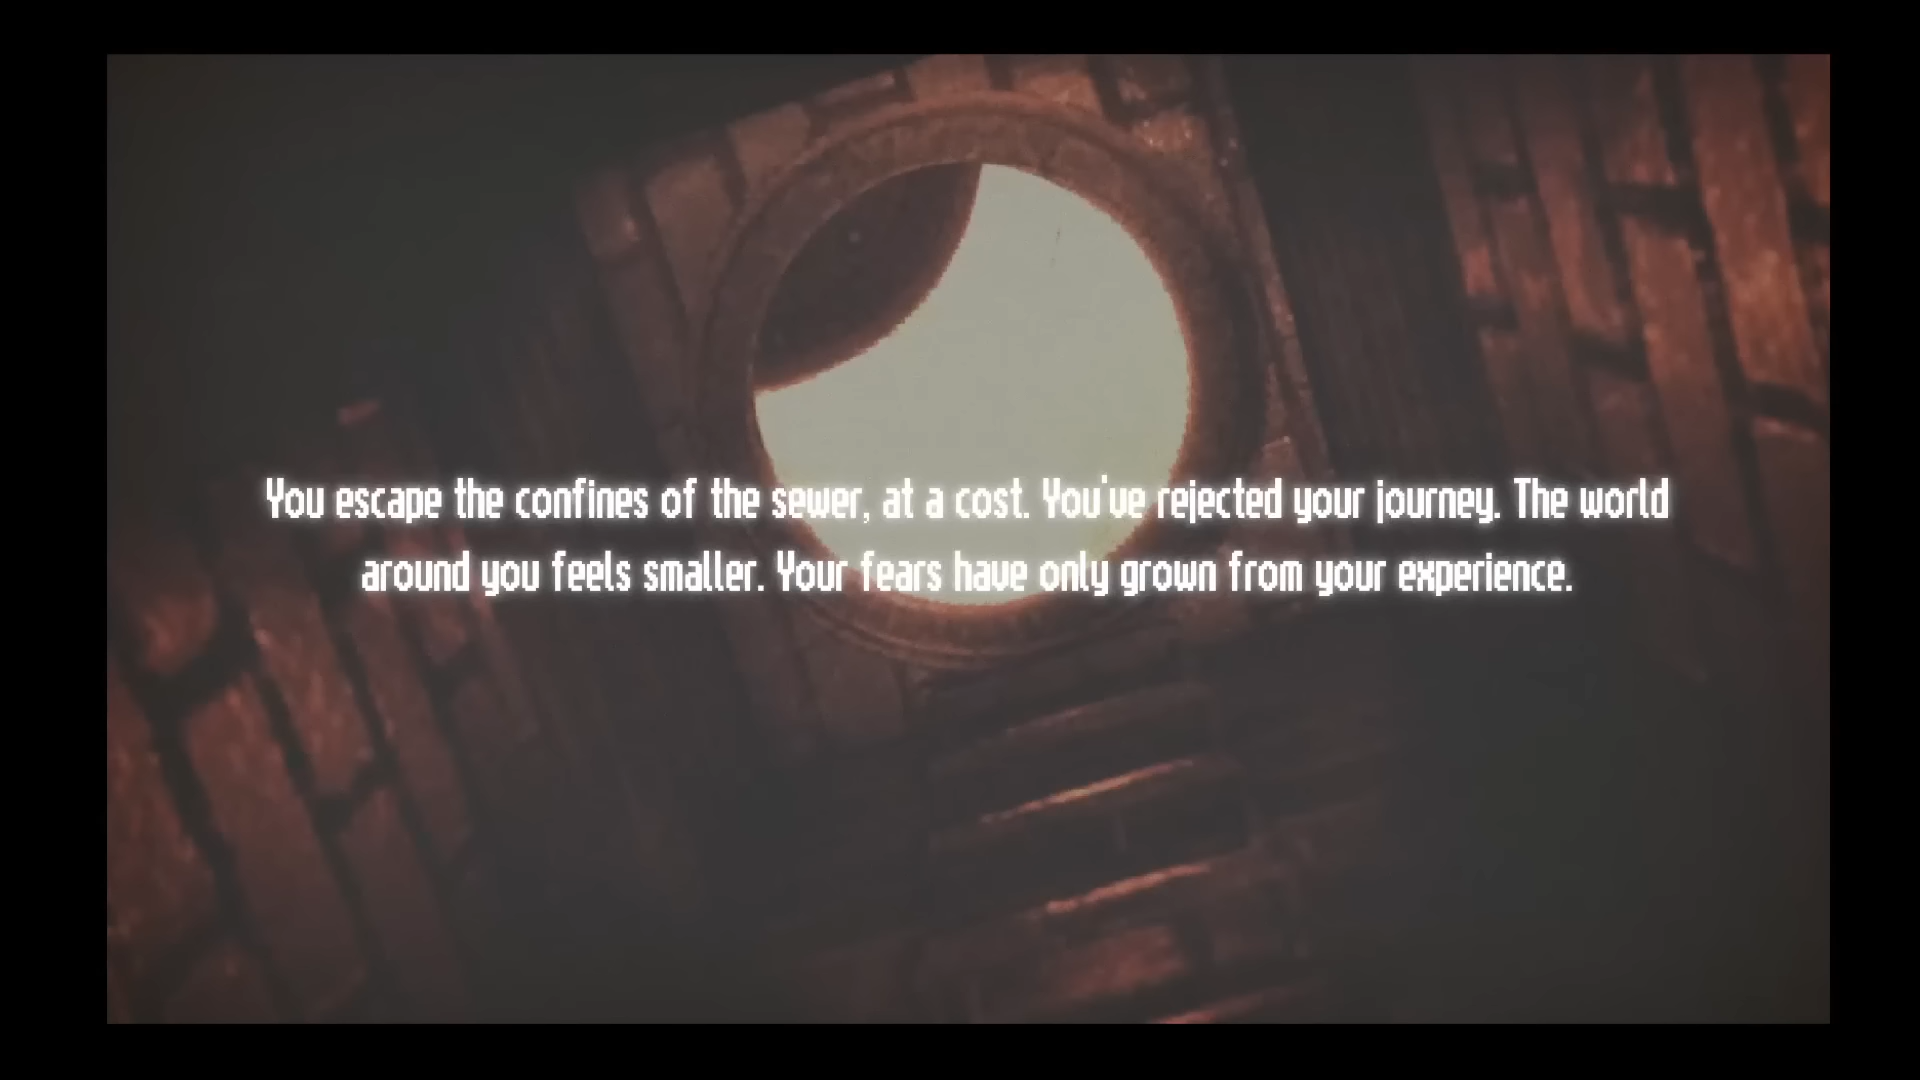 You escape the confines of the sewer, at a cost. You've rejected your journey. The world
around you feels smaller. Your fears have only grown from your experience.